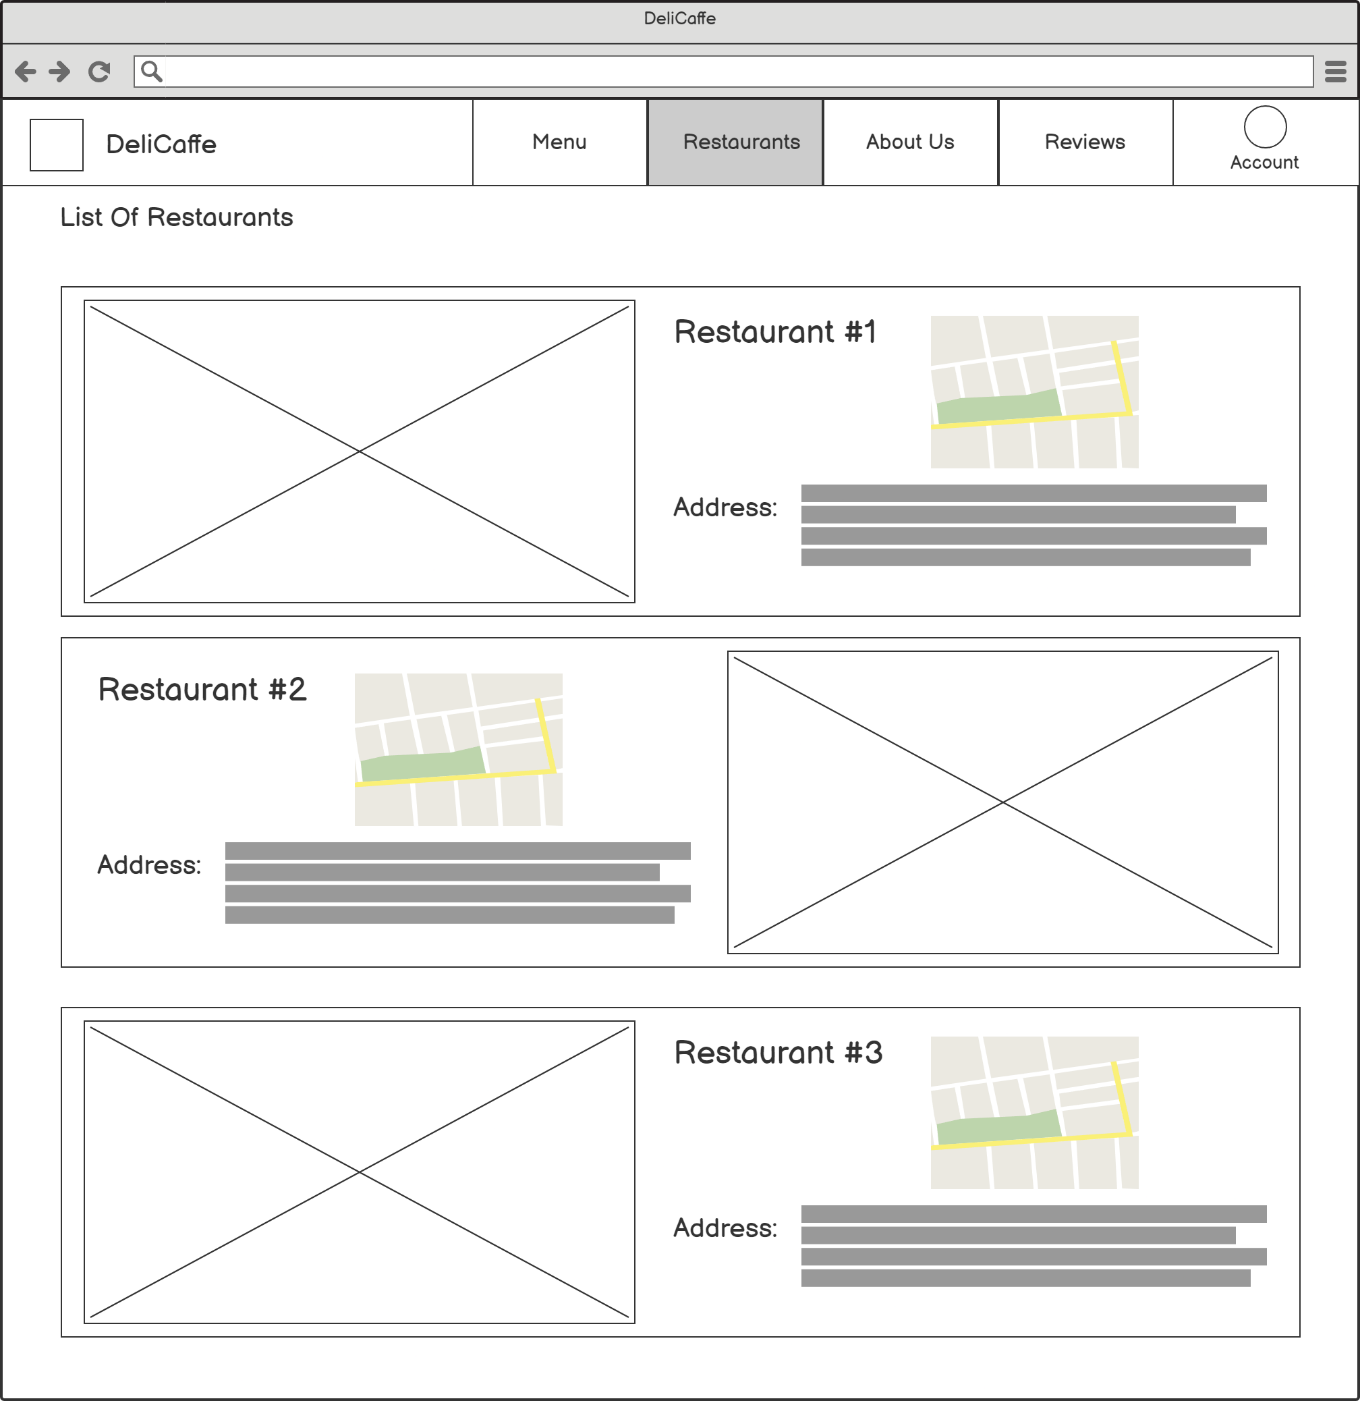 DeliCaffe
DeliCaffe
Menu
Restaurants
About Us
Reviews
Account
List Of Restaurants
Restaurant #1
Address:
Restaurant #2
Address:
Restaurant #3
Address: